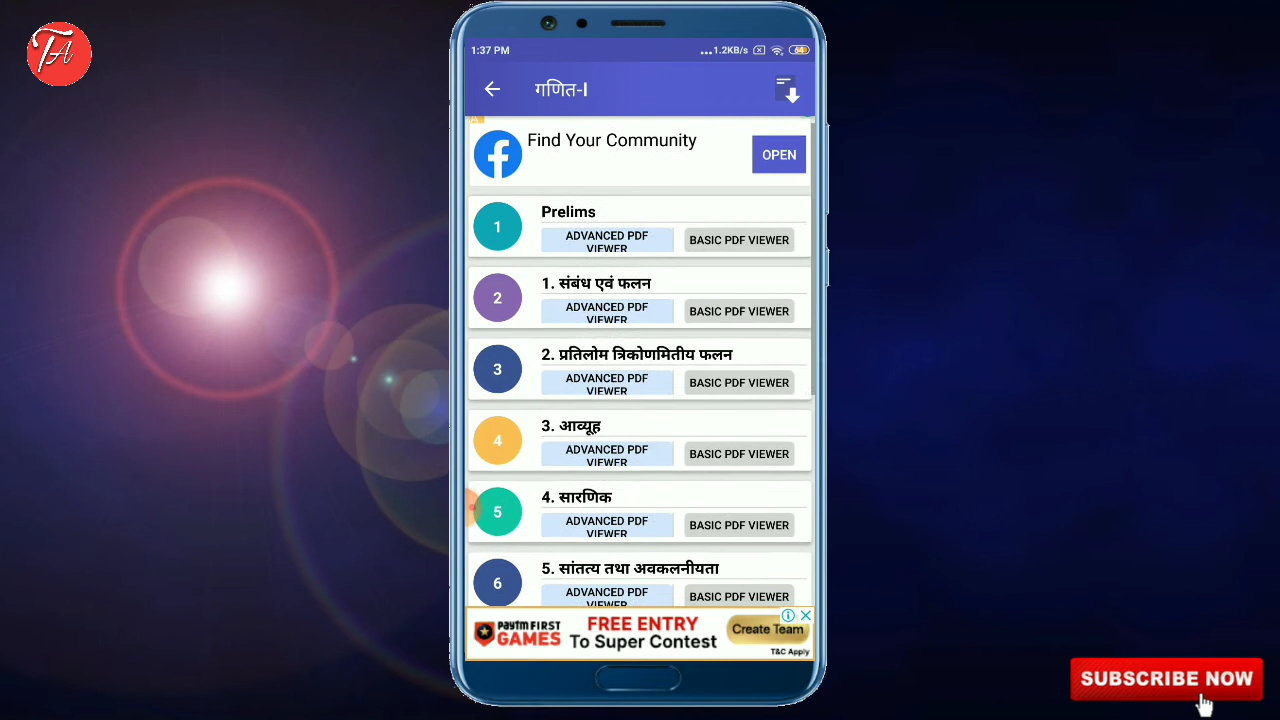 TA
1:37 PM
...1.2KB/s
64
गणित-I
Find Your Community
OPEN
1
Prelims
ADVANCED PDF VIEWER
BASIC PDF VIEWER
2
1. संबंध एवं फलन
ADVANCED PDF VIEWER
BASIC PDF VIEWER
3
2. प्रतिलोम त्रिकोणमितीय फलन
ADVANCED PDF VIEWER
BASIC PDF VIEWER
4
3. आव्यूह
ADVANCED PDF VIEWER
BASIC PDF VIEWER
5
4. सारणिक
ADVANCED PDF VIEWER
BASIC PDF VIEWER
6
5. सांतत्य तथा अवकलनीयता
ADVANCED PDF VIEWER
BASIC PDF VIEWER
PAYTM FIRST GAMES
FREE ENTRY
To Super Contest
Create Team
T&C Apply
SUBSCRIBE NOW